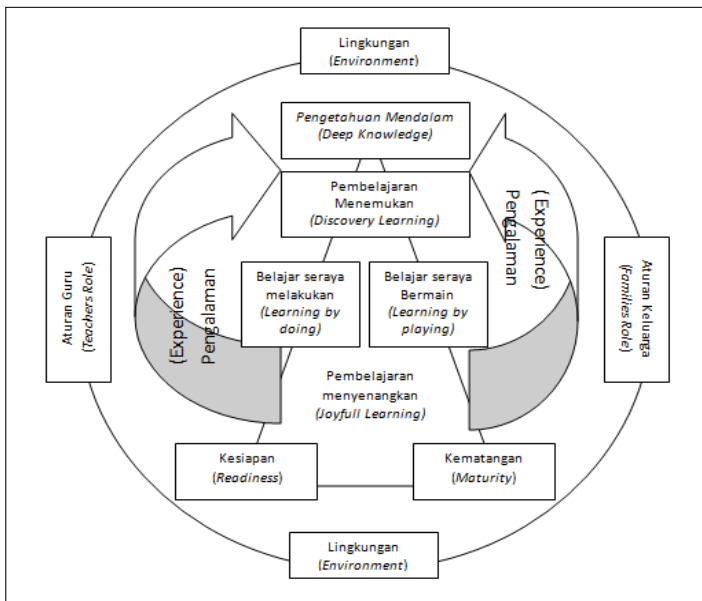 Lingkungan
(Environment)
Pengetahuan Mendalam
(Deep Knowledge)
Pembelajaran
Menemukan
(Discovery Learning)
(Experience)
Pengalaman
Aturan Guru
(Teachers Role)
(Experience)
Pengalaman
Belajar seraya
melakukan
(Learning by
doing)
Belajar seraya
Bermain
(Learning by
playing)
Aturan Keluarga
(Families Role)
Pembelajaran
menyenangkan
(Joyfull Learning)
Kesiapan
(Readiness)
Kematangan
(Maturity)
Lingkungan
(Environment)